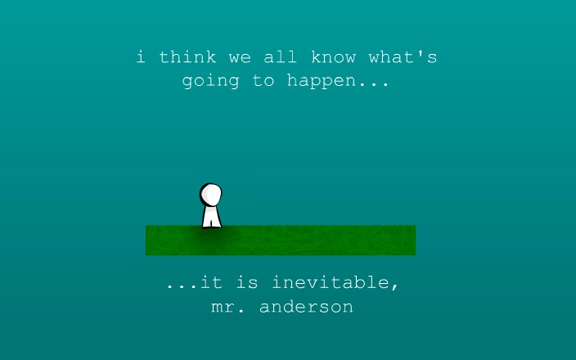 i think we all know what's
going to happen...
...it is inevitable,
mr. anderson